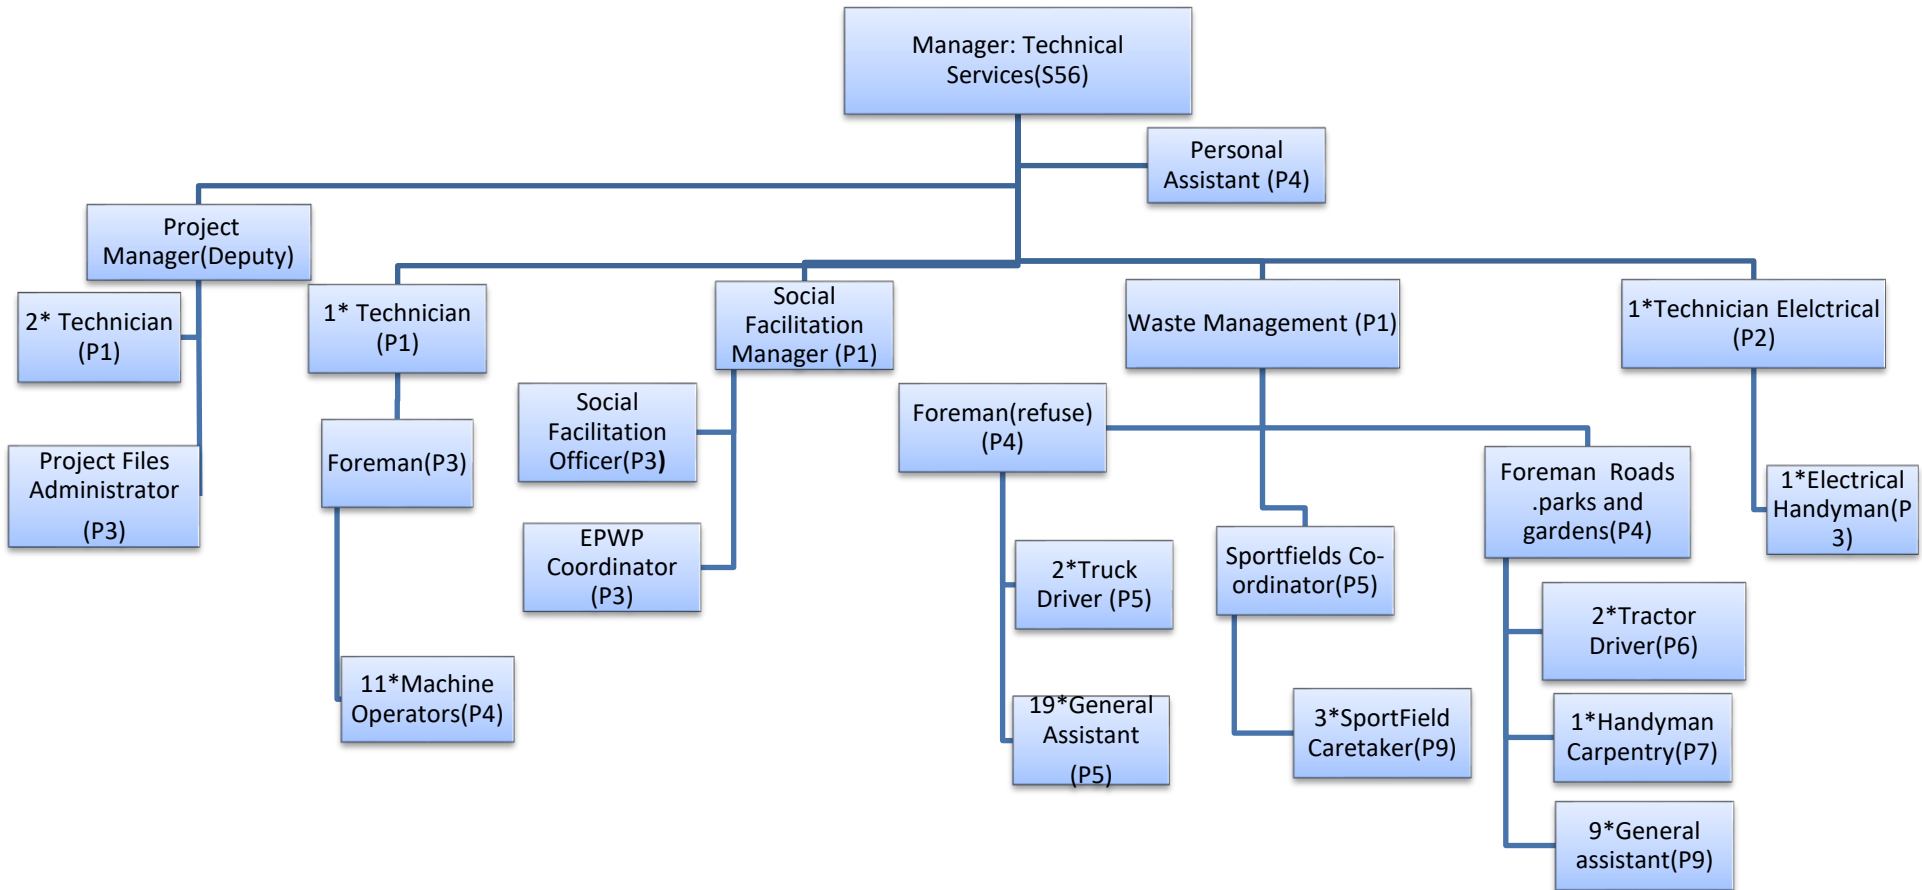 Manager: Technical
Services(S56)
Personal
Assistant (P4)
Project
Manager(Deputy)
2* Technician
(P1)
Project Files
Administrator
(P3)
1* Technician
(P1)
Foreman(P3)
11*Machine
Operators(P4)
Social
Facilitation
Manager (P1)
Social
Facilitation
Officer(P3)
EPWP
Coordinator
(P3)
Waste Management (P1)
Foreman(refuse)
(P4)
2*Truck
Driver (P5)
19*General
Assistant
(P5)
Sportfields Co-
ordinator(P5)
3*SportField
Caretaker(P9)
Foreman Roads
.parks and
gardens(P4)
2*Tractor
Driver(P6)
1*Handyman
Carpentry(P7)
9*General
assistant(P9)
1*Technician Elelctrical
(P2)
1*Electrical
Handyman(P
3)